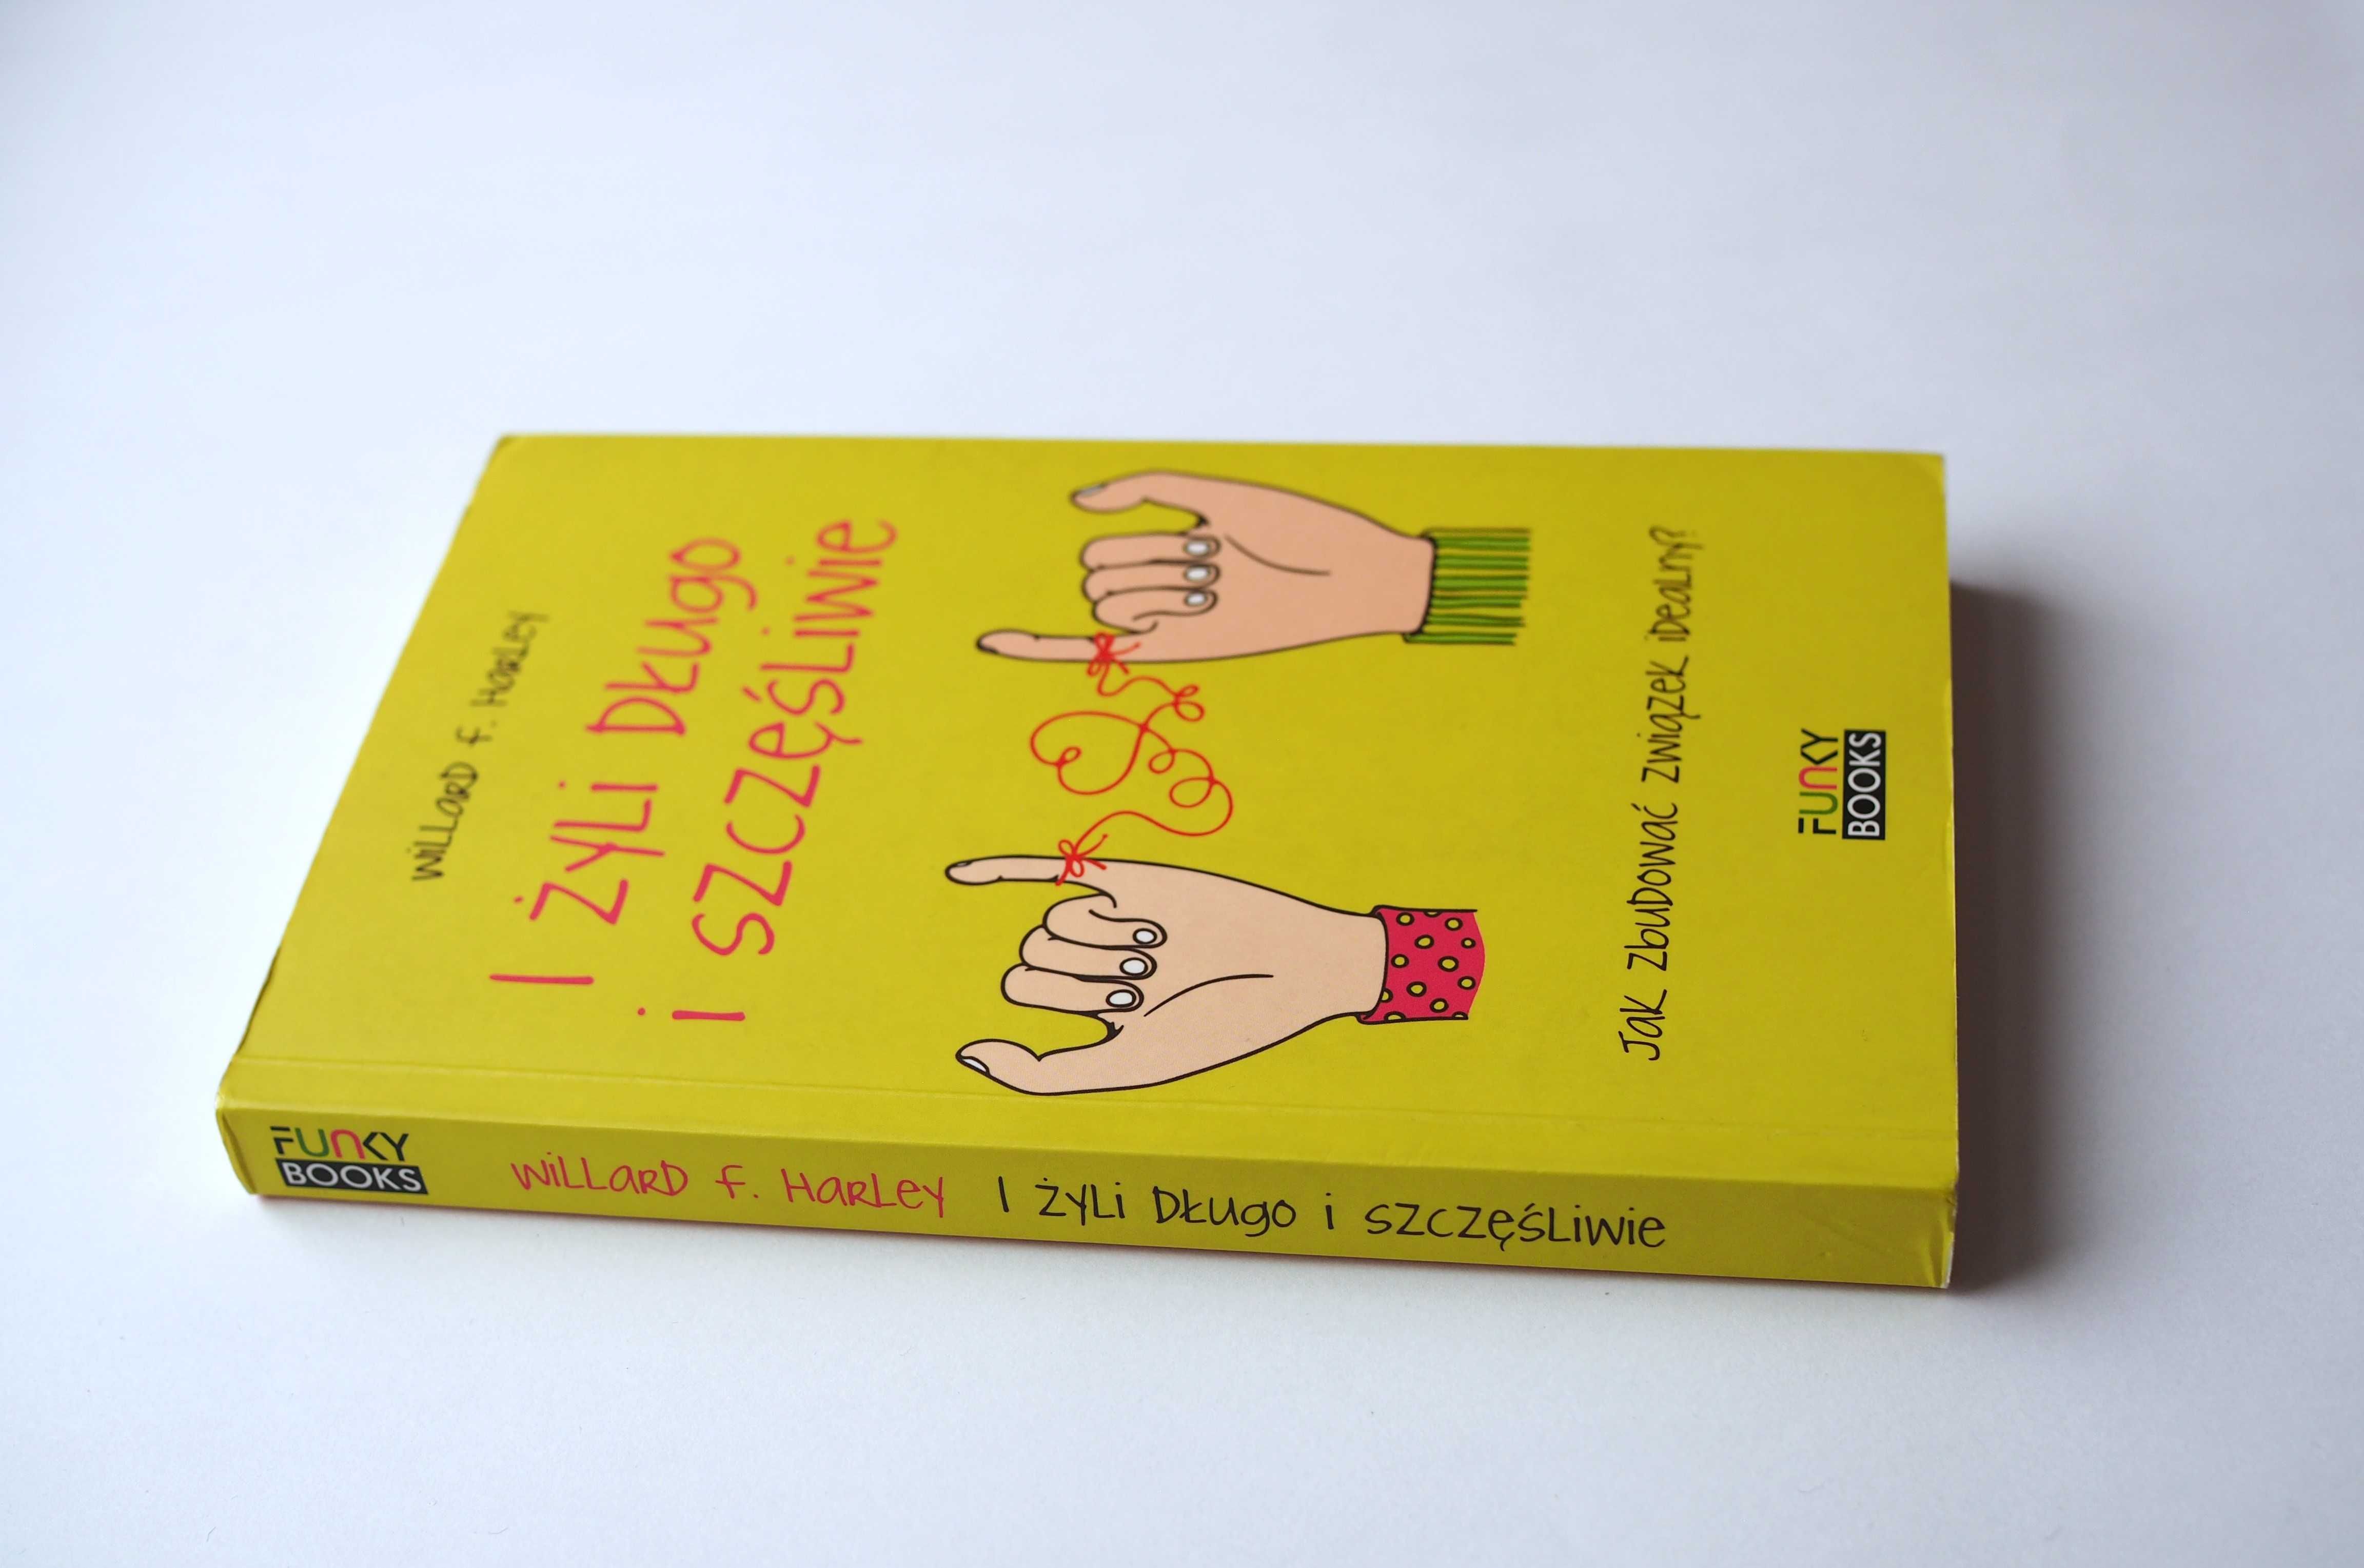 Willard F. Harley
I żyli długo
i szczęśliwie
Jak zbudować związek idealny?
FUNKY
BOOKS
FUNKY
BOOKS
Willard F. Harley I żyli długo i szczęśliwie